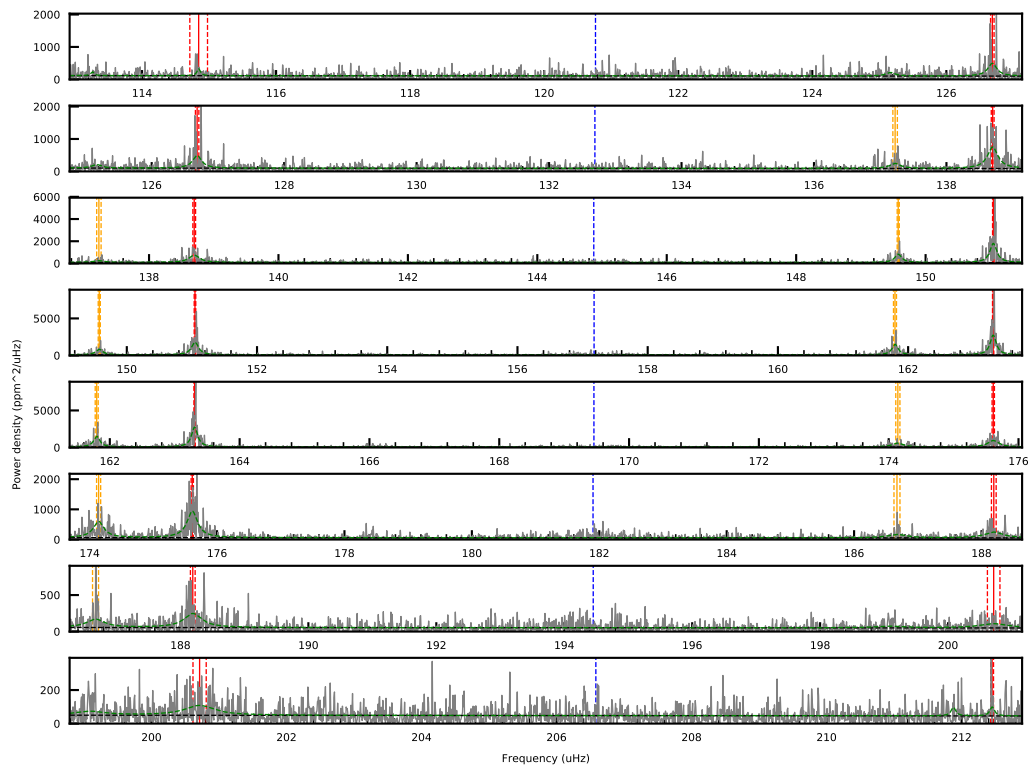 2000
1000
0
114 116 118 120 122 124 126
2000
1000
0
126 128 130 132 134 136 138
6000
4000
2000
0
138 140 142 144 146 148 150
5000
0
150 152 154 156 158 160 162
5000
0
162 164 166 168 170 172 174 176
2000
1000
0
174 176 178 180 182 184 186 188
500
0
188 190 192 194 196 198 200
200
0
200 202 204 206 208 210 212
Power density (ppm^2/(uHz)
Frequency (uHz)